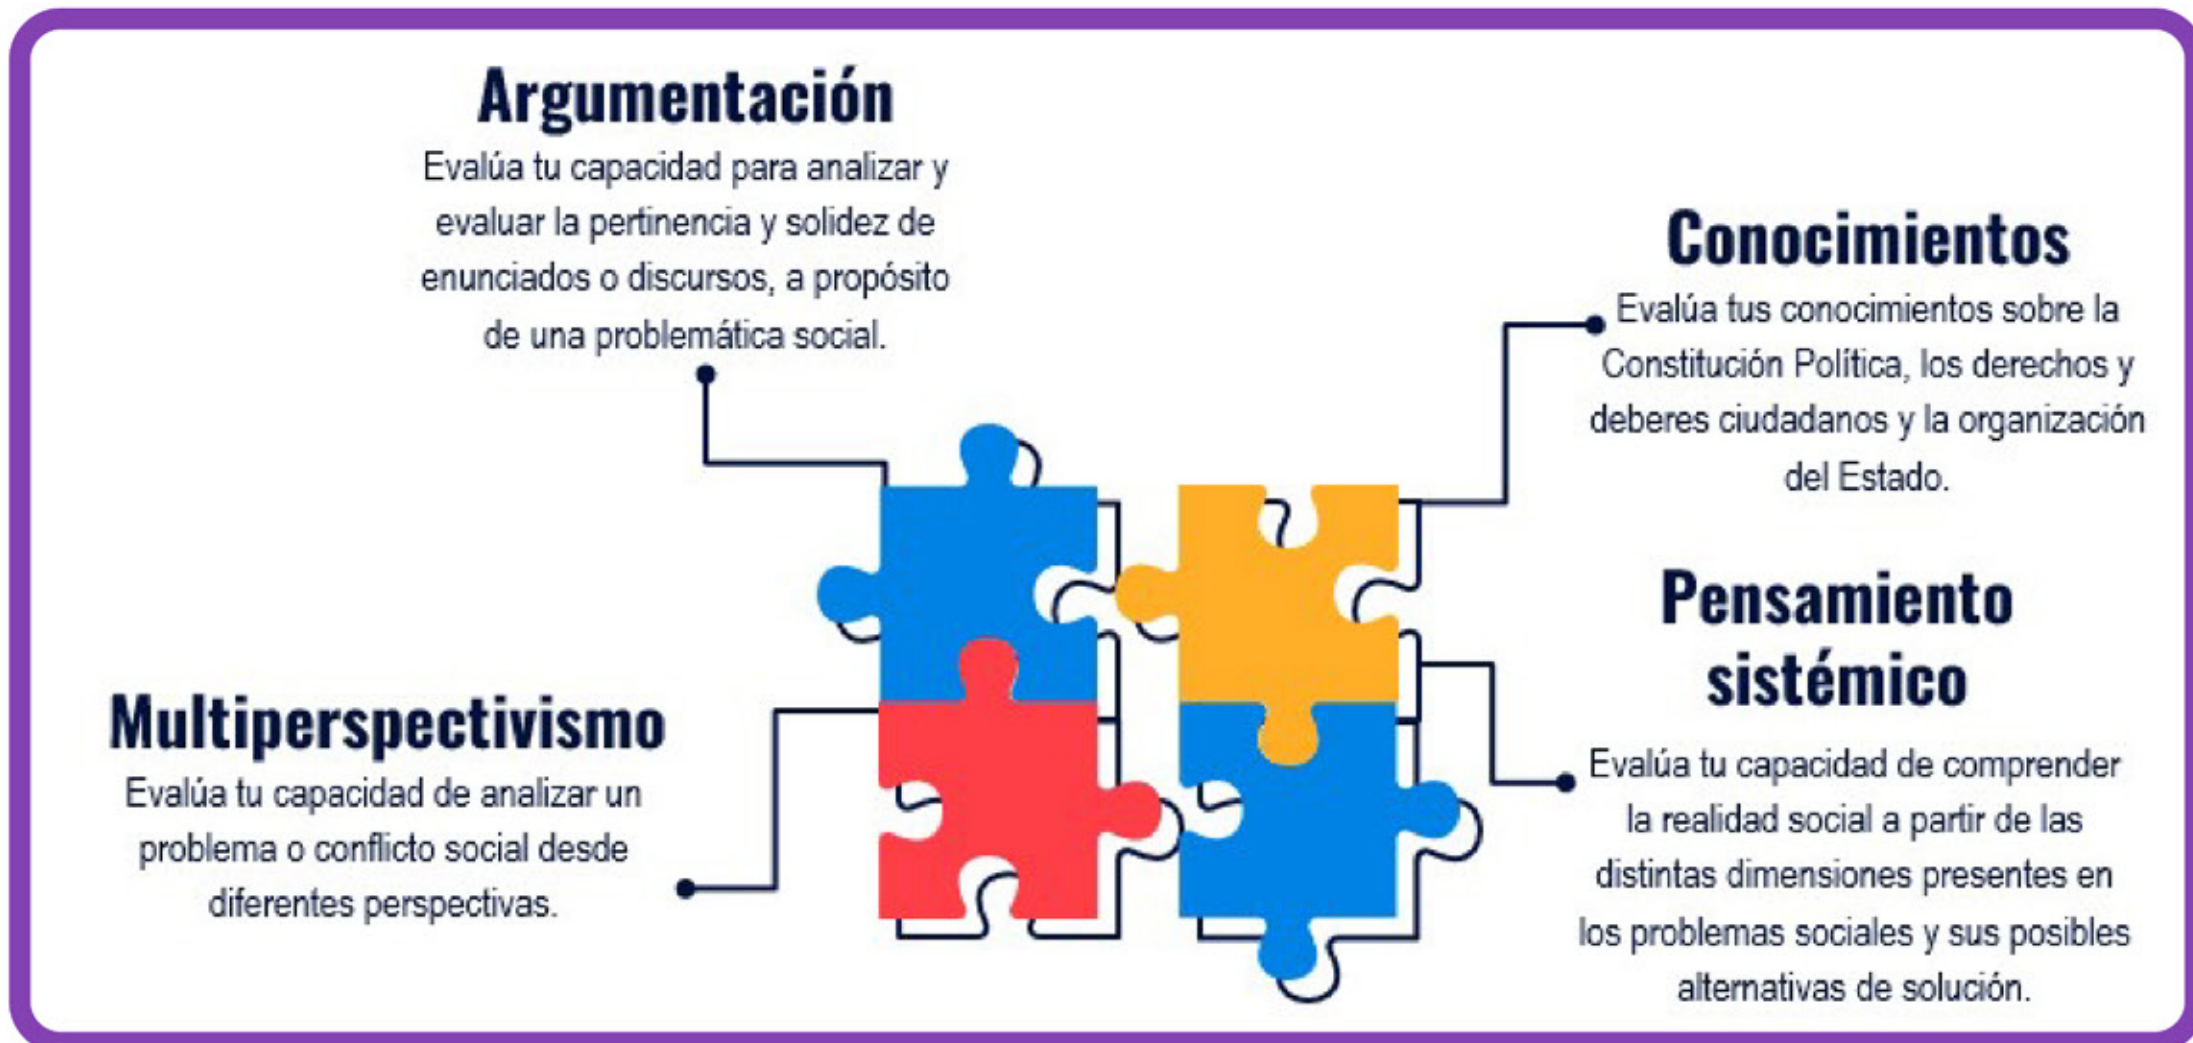 Argumentación
Evalúa tu capacidad para analizar y
evaluar la pertinencia y solidez de
enunciados o discursos, a propósito
de una problemática social.
Conocimientos
Evalúa tus conocimientos sobre la
Constitución Política, los derechos y
deberes ciudadanos y la organización
del Estado.
Multiperspectivismo
Evalúa tu capacidad de analizar un
problema o conflicto social desde
diferentes perspectivas.
Pensamiento
sistémico
Evalúa tu capacidad de comprender
la realidad social a partir de las
distintas dimensiones presentes en
los problemas sociales y sus posibles
alternativas de solución.